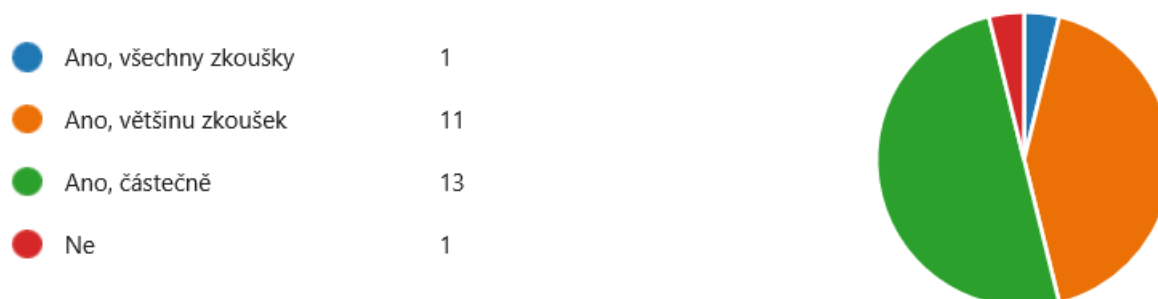 Ano, všechny zkoušky 1
Ano, většinu zkoušek 11
Ano, částečně 13
Ne 1